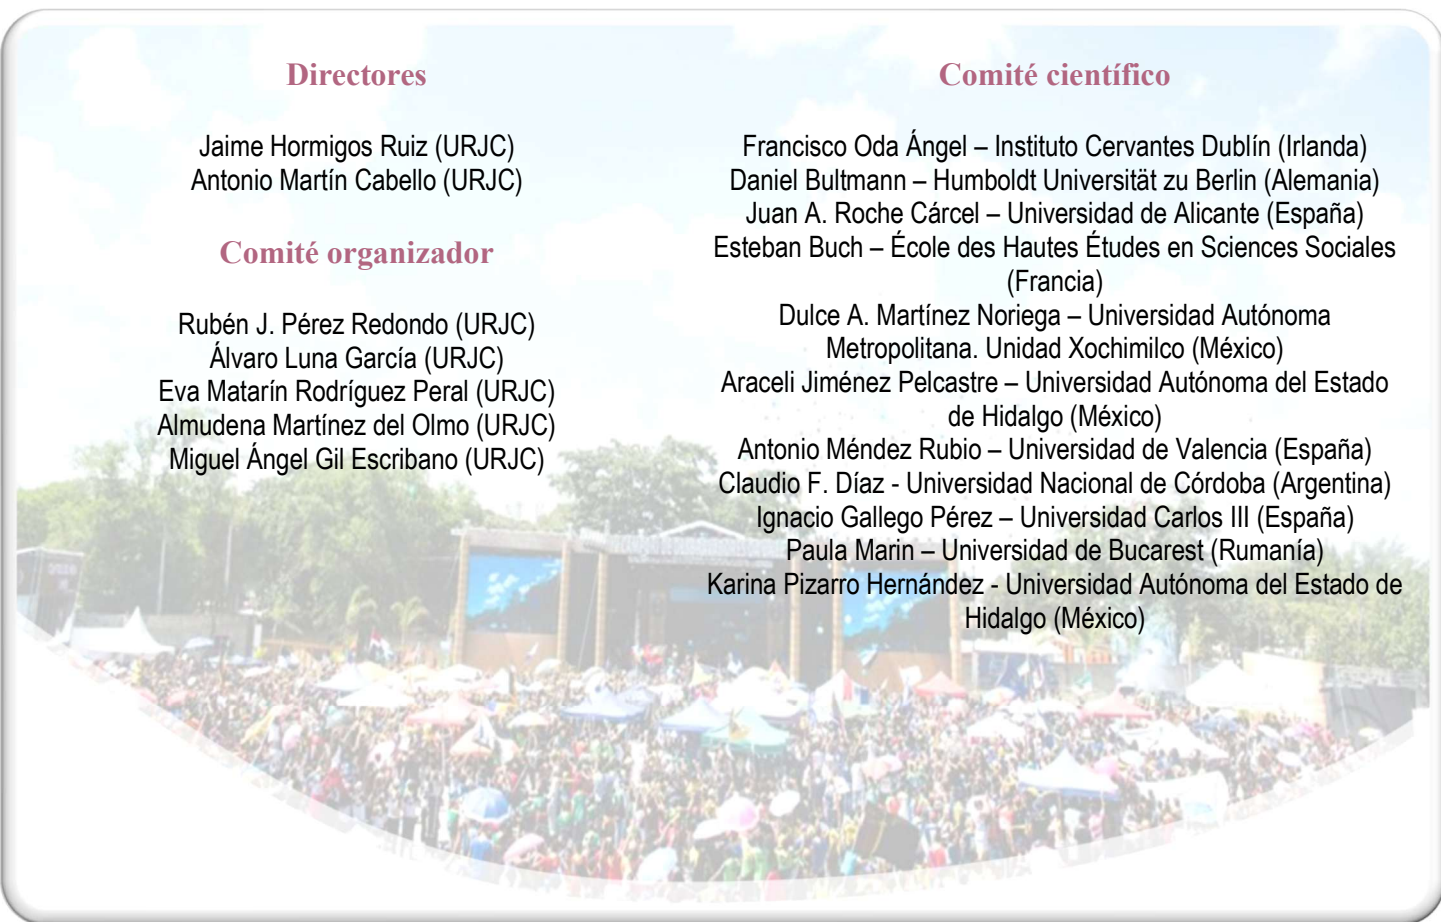 Directores
Jaime Hormigos Ruiz (URJC)
Antonio Martín Cabello (URJC)
Comité organizador
Rubén J. Pérez Redondo (URJC)
Álvaro Luna García (URJC)
Eva Matarín Rodríguez Peral (URJC)
Almudena Martínez del Olmo (URJC)
Miguel Ángel Gil Escribano (URJC)
Comité científico
Francisco Oda Ángel – Instituto Cervantes Dublín (Irlanda)
Daniel Bultmann – Humboldt Universität zu Berlin (Alemania)
Juan A. Roche Cárcel – Universidad de Alicante (España)
Esteban Buch – École des Hautes Études en Sciences Sociales
(Francia)
Dulce A. Martínez Noriega – Universidad Autónoma
Metropolitana. Unidad Xochimilco (México)
Araceli Jiménez Pelcastre – Universidad Autónoma del Estado
de Hidalgo (México)
Antonio Méndez Rubio – Universidad de Valencia (España)
Claudio F. Díaz - Universidad Nacional de Córdoba (Argentina)
Ignacio Gallego Pérez – Universidad Carlos III (España)
Paula Marin – Universidad de Bucarest (Rumanía)
Karina Pizarro Hernández - Universidad Autónoma del Estado de
Hidalgo (México)